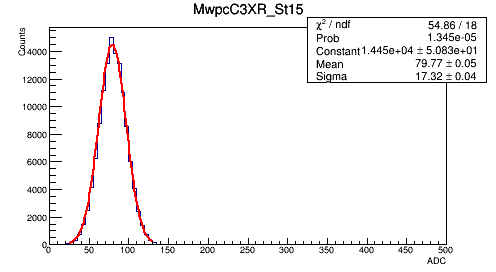 MwpcC3XR_St15
χ² / ndf 54.86 / 18
Prob 1.345e-05
Constant 1.445e+04 ± 5.083e+01
Mean 79.77 ± 0.05
Sigma 17.32 ± 0.04
Counts
14000
12000
10000
8000
6000
4000
2000
0
0 50 100 150 200 250 300 350 400 450 500
ADC